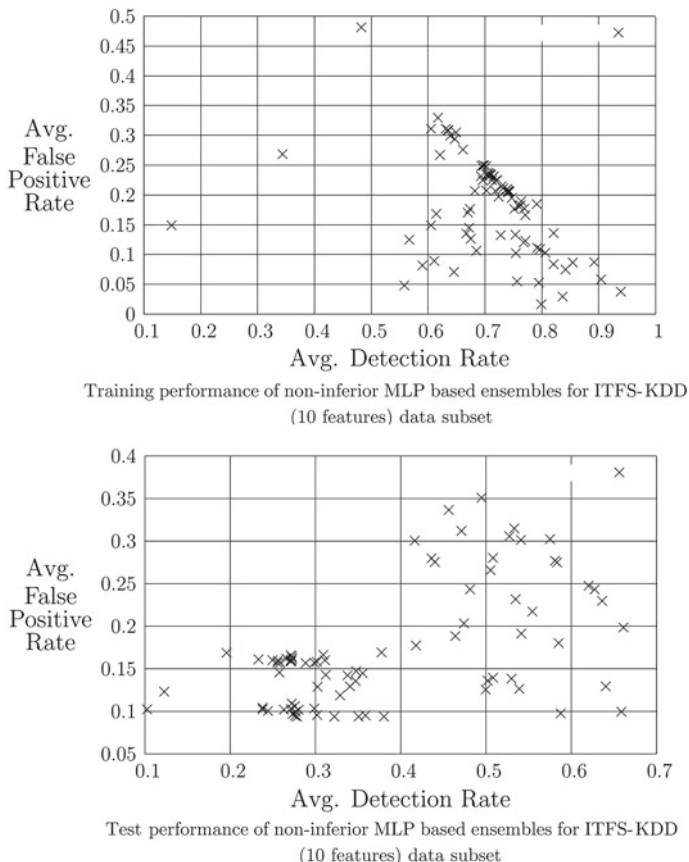 0.5
0.45
0.4
0.35
0.3
0.25
0.2
0.15
0.1
0.05
0
Avg.
False
Positive
Rate
0.1 0.2 0.3 0.4 0.5 0.6 0.7 0.8 0.9 1
Avg. Detection Rate
Training performance of non-inferior MLP based ensembles for ITFS-KDD
(10 features) data subset
0.4
0.35
0.3
0.25
0.2
0.15
0.1
0.05
Avg.
False
Positive
Rate
0.1 0.2 0.3 0.4 0.5 0.6 0.7
Avg. Detection Rate
Test performance of non-inferior MLP based ensembles for ITFS-KDD
(10 features) data subset